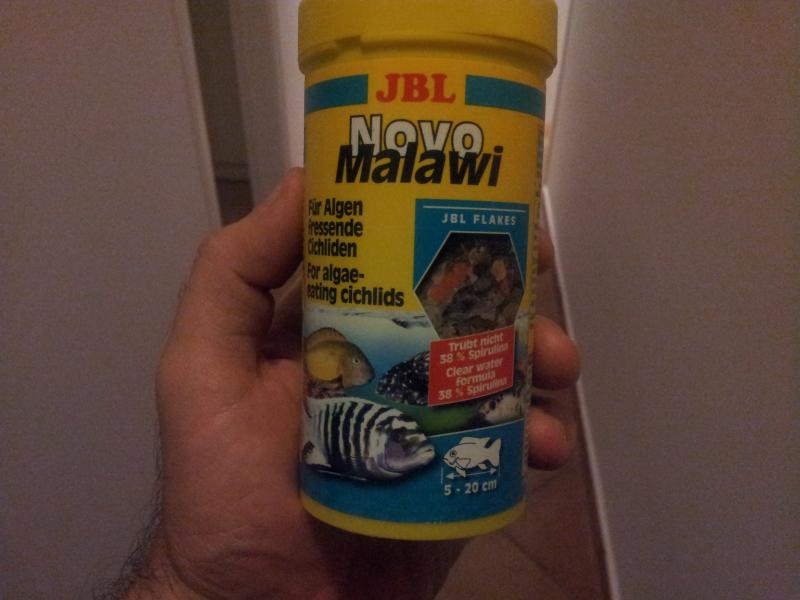 JBL
Novo
Malawi
Für Algen
fressende
Cichliden
For algae-
eating cichlids
JBL FLAKES
Trübt nicht
38 % Spirulina
Clear water
formula
38 % Spirulina
5 - 20 cm